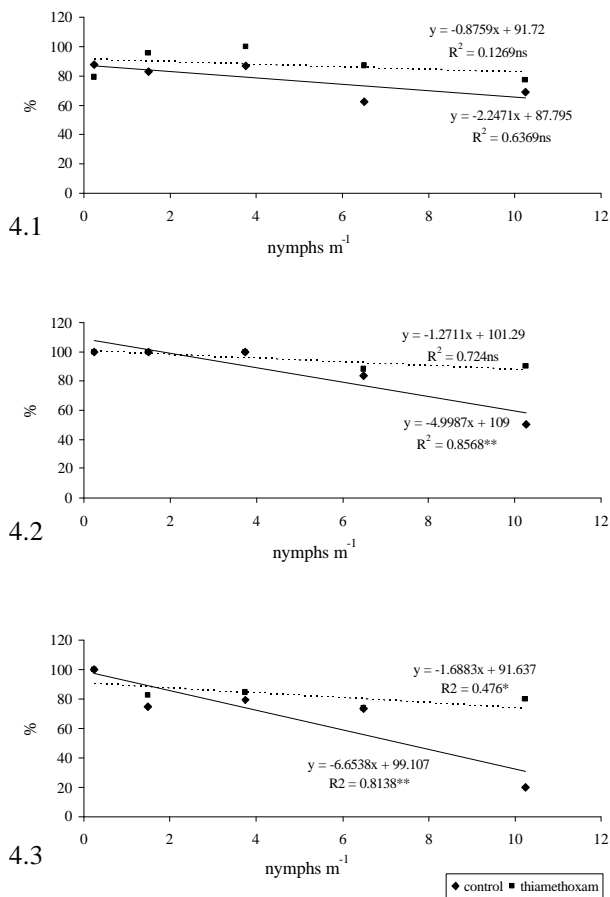 120
y = -0.8759x + 91.72
100
R² = 0.1269ns
80
%
60
y = -2.2471x + 87.795
40
R² = 0.6369ns
20
0
0 2 4 6 8 10 12
4.1
nymphs m⁻¹
120
y = -1.2711x + 101.29
100
R² = 0.724ns
80
%
60
y = -4.9987x + 109
40
R² = 0.8568**
20
0
0 2 4 6 8 10 12
4.2
nymphs m⁻¹
120
y = -1.6883x + 91.637
100
R2 = 0.476*
80
%
60
y = -6.6538x + 99.107
40
R2 = 0.8138**
20
0
0 2 4 6 8 10 12
4.3
nymphs m⁻¹
control thiamethoxam